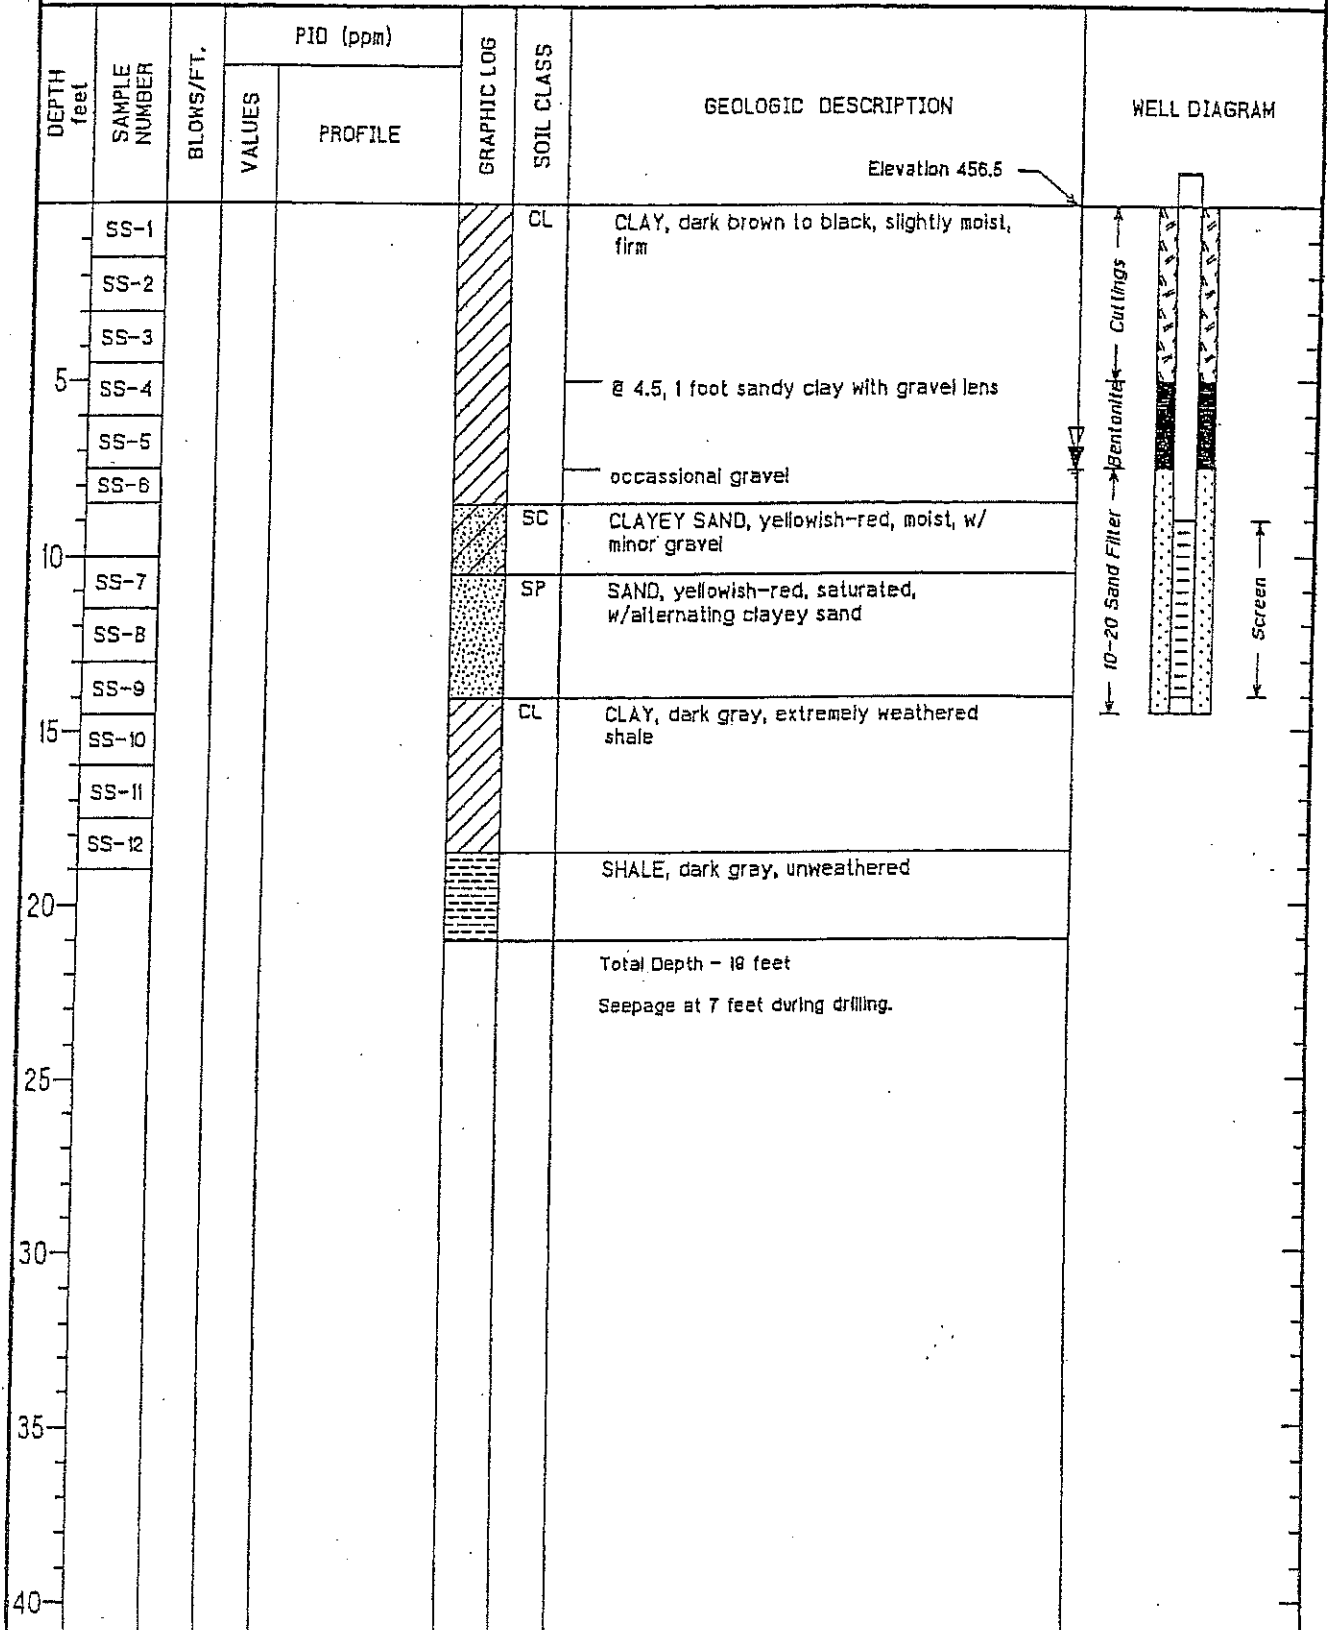 DEPTH
feet
SAMPLE
NUMBER
BLOWS/FT.
PID (ppm)
VALUES
PROFILE
GRAPHIC LOG
SOIL CLASS
GEOLOGIC DESCRIPTION
WELL DIAGRAM
Elevation 456.5
SS-1
SS-2
SS-3
SS-4
SS-5
SS-6
SS-7
SS-8
SS-9
SS-10
SS-11
SS-12
5
10
15
20
25
30
35
40
CL
CLAY, dark brown to black, slightly moist,
firm
@ 4.5, 1 foot sandy clay with gravel lens
occassional gravel
SC
CLAYEY SAND, yellowish-red, moist, w/
minor gravel
SP
SAND, yellowish-red, saturated,
w/alternating clayey sand
CL
CLAY, dark gray, extremely weathered
shale
SHALE, dark gray, unweathered
Total Depth - 18 feet
Seepage at 7 feet during drilling.
Cuttings
Bentonite
10-20 Sand Filter
Screen